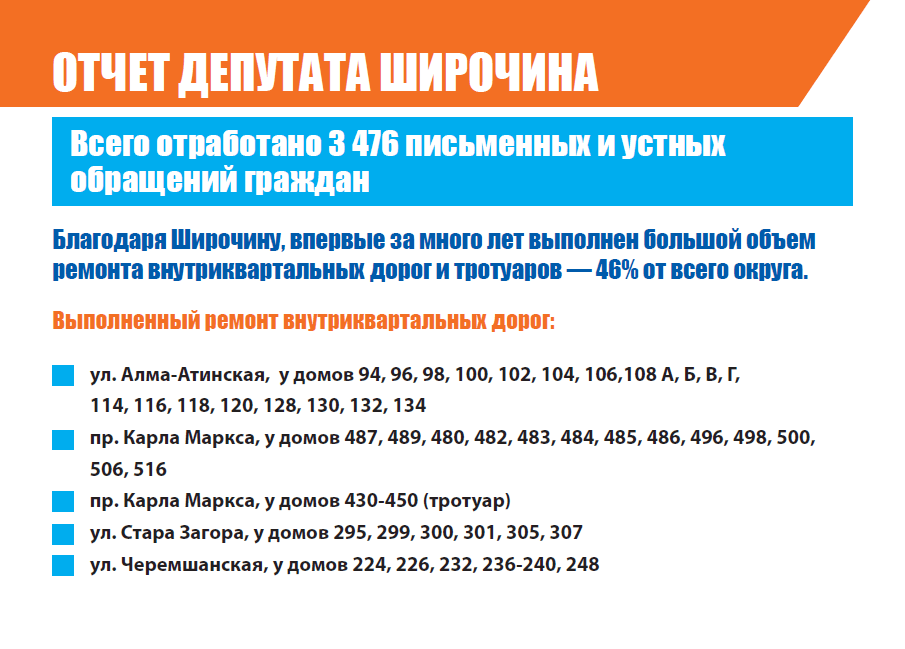 ОТЧЕТ ДЕПУТАТА ШИРОЧИНА
Всего отработано 3 476 письменных и устных
обращений граждан
Благодаря Широчину, впервые за много лет выполнен большой объем
ремонта внутриквартальных дорог и тротуаров — 46% от всего округа.
Выполненный ремонт внутриквартальных дорог:
ул. Алма-Атинская, у домов 94, 96, 98, 100, 102, 104, 106,108 А, Б, В, Г,
114, 116, 118, 120, 128, 130, 132, 134
пр. Карла Маркса, у домов 487, 489, 480, 482, 483, 484, 485, 486, 496, 498, 500,
506, 516
пр. Карла Маркса, у домов 430-450 (тротуар)
ул. Стара Загора, у домов 295, 299, 300, 301, 305, 307
ул. Черемшанская, у домов 224, 226, 232, 236-240, 248